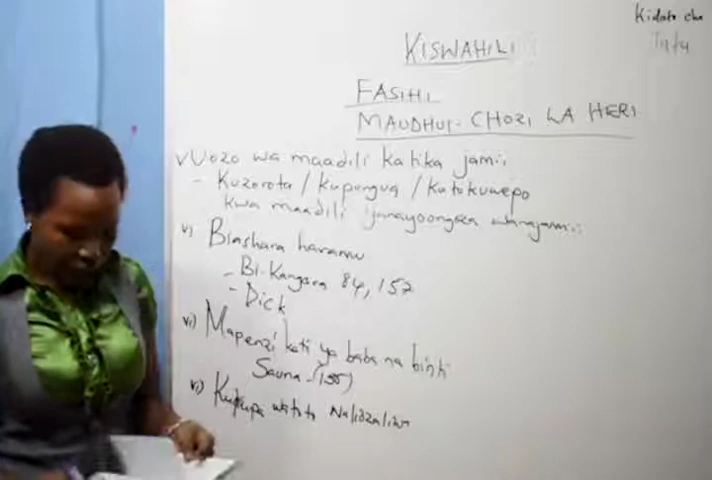 Kidato cha
Tatu
KISWAHILI
FASIHI
MAUDHUI - CHOZI LA HERI
v Uozo wa maadili katika jamii
- Kuzorota / kupungua / kutokuwepo
kwa maadili yanayoongoza wanajamii
v) Biashara haramu
- Bi-Kangara 84, 157
- Dick
vi) Mapenzi kati ya baba na binti
Sauna - (155)
vi) Kutupa watoto